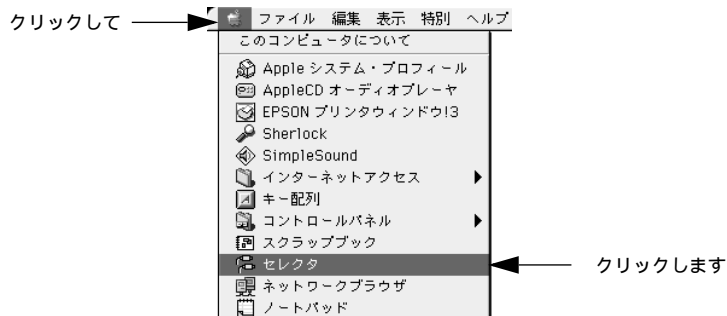 クリックして
ファイル 編集 表示 特別 ヘルプ
このコンピュータについて
Apple システム・プロフィール
AppleCD オーディオプレーヤ
EPSON プリンタウィンドウ!3
Sherlock
SimpleSound
インターネットアクセス
キー配列
コントロールパネル
スクラップブック
セレクタ
クリックします
ネットワークブラウザ
ノートパッド